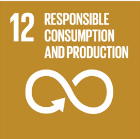 12 RESPONSIBLE
CONSUMPTION
AND PRODUCTION